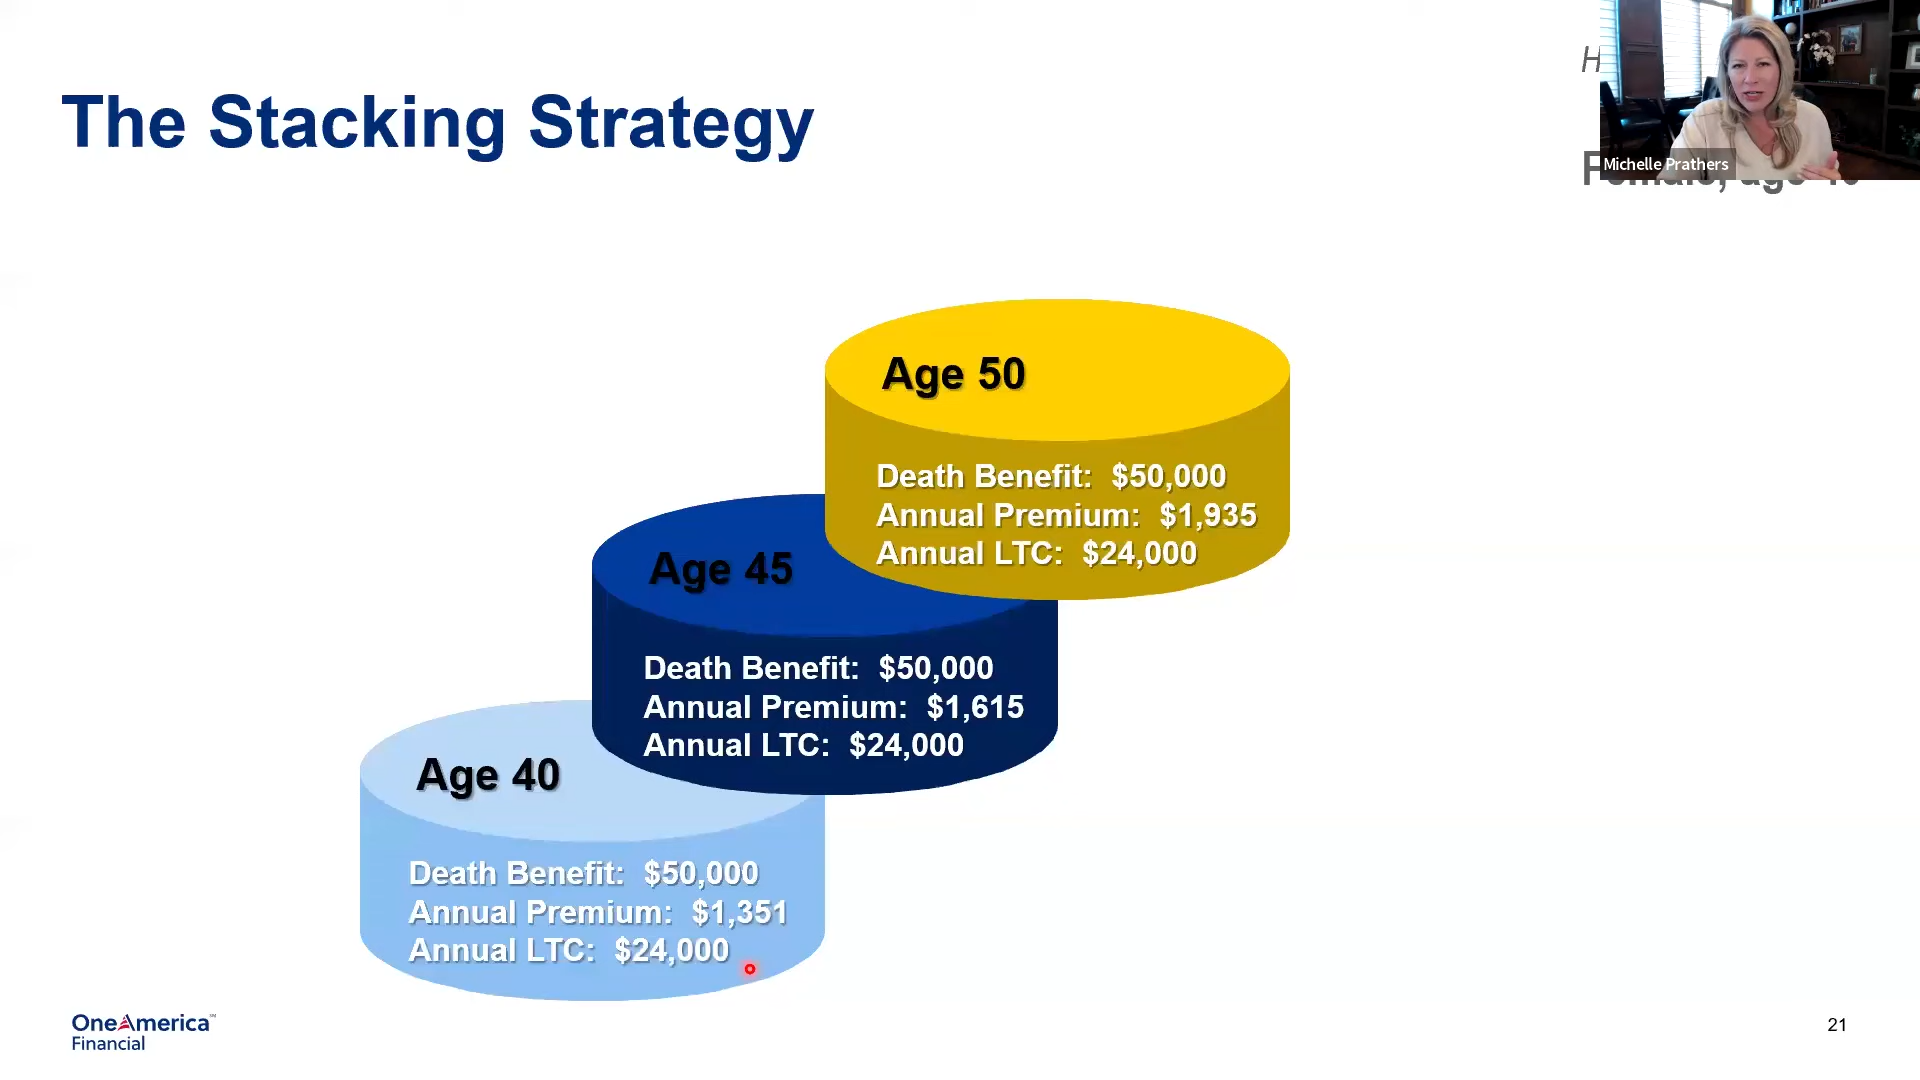 The Stacking Strategy
Michelle Prathers
Age 50
Death Benefit: $50,000
Annual Premium: $1,935
Annual LTC: $24,000
Age 45
Death Benefit: $50,000
Annual Premium: $1,615
Annual LTC: $24,000
Age 40
Death Benefit: $50,000
Annual Premium: $1,351
Annual LTC: $24,000
OneAmerica
Financial
21